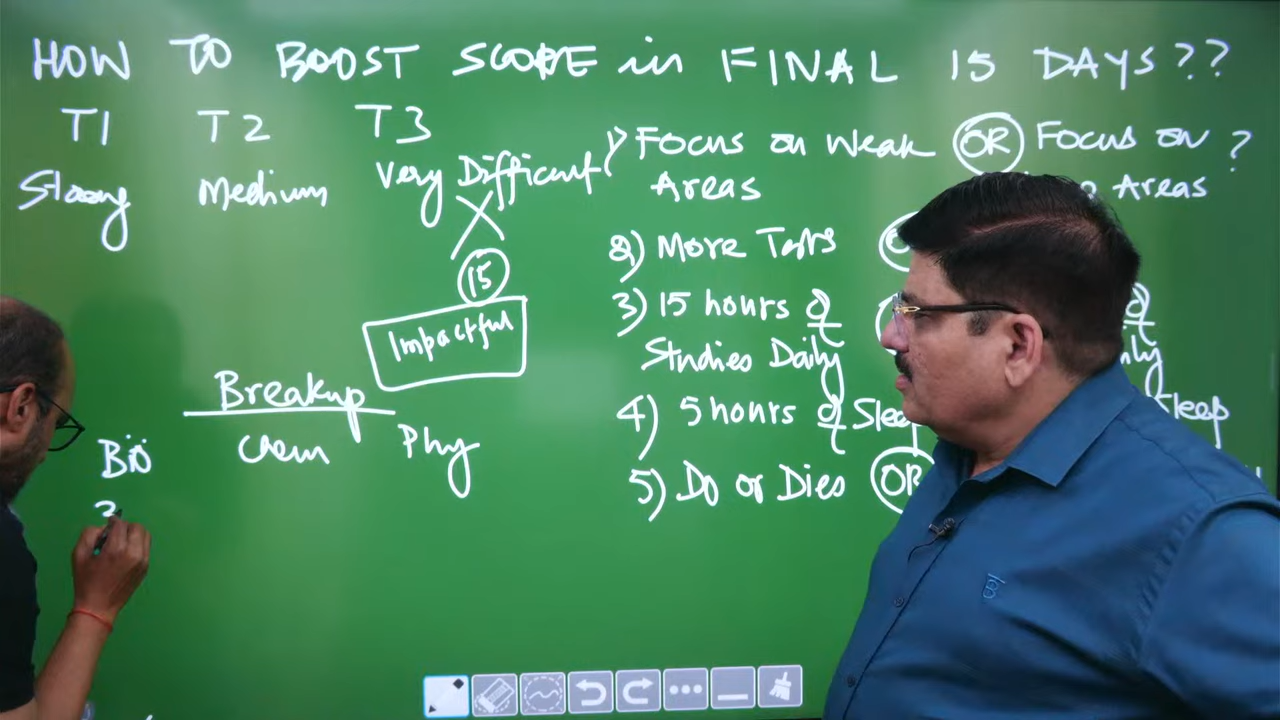 HOW TO BOOST SCORE in FINAL 15 DAYS??
T1 T2 T3
Strong Medium Very Difficult
15
Impactful
Breakup
Bio Chem Phy
1) Focus on Weak Areas OR Focus on Areas ?
2) More Tests
3) 15 hours of Studies Daily of
4) 5 hours of Sleep Sleep
5) Do or Dies OR